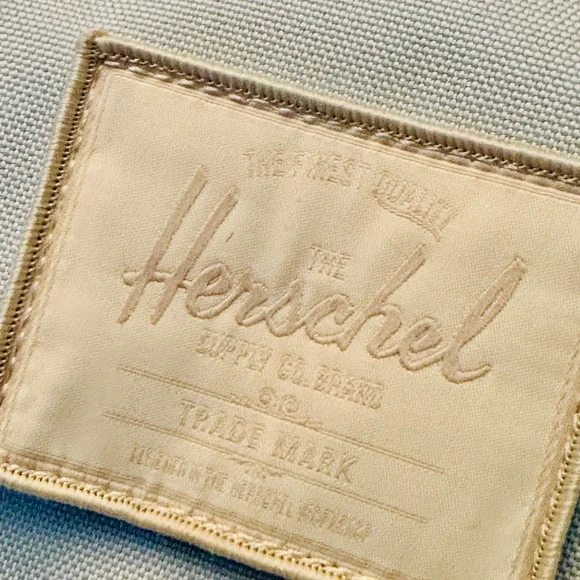 THE FINEST QUALITY
THE
Herschel
SUPPLY CO. BRAND
TRADE MARK